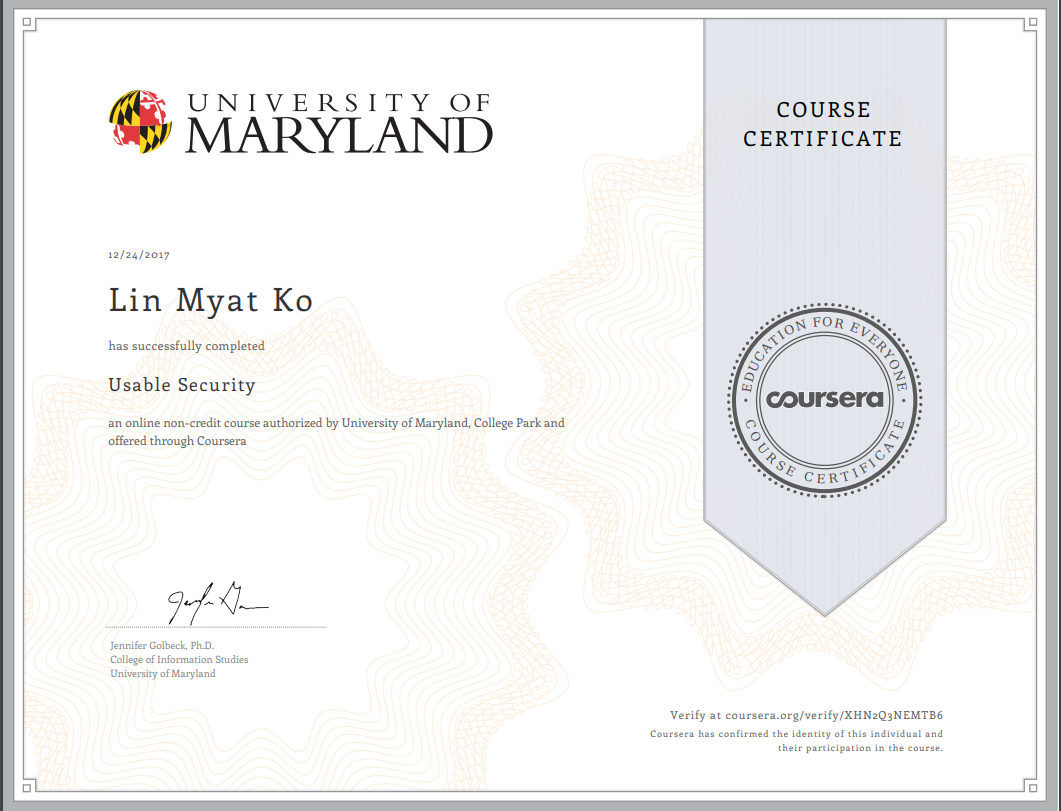 UNIVERSITY OF
MARYLAND
COURSE
CERTIFICATE
12/24/2017
Lin Myat Ko
has successfully completed
Usable Security
an online non-credit course authorized by University of Maryland, College Park and
offered through Coursera
EDUCATION FOR EVERYONE
coursera
COURSE CERTIFICATE
Jennifer Golbeck, Ph.D.
College of Information Studies
University of Maryland
Verify at coursera.org/verify/XHN2Q3NEMTB6
Coursera has confirmed the identity of this individual and
their participation in the course.